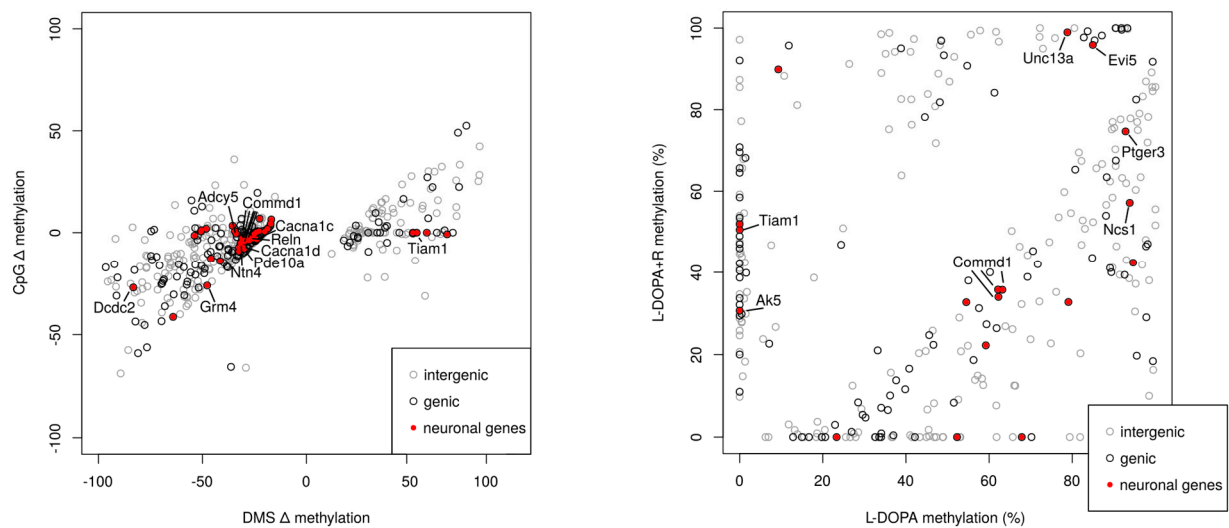 100
50
0
-50
-100
CpG Δ methylation
Adcy5
Commd1
Cacna1c
Reln
Cacna1d
Pde10a
Ntn4
Tiam1
Dcdc2
Grm4
intergenic
genic
neuronal genes
-100 -50 0 50 100
DMS Δ methylation
100
80
60
40
20
0
L-DOPA+R methylation (%)
Unc13a
Evi5
Ptger3
Tiam1
Ncs1
Commd1
Ak5
intergenic
genic
neuronal genes
0 20 40 60 80
L-DOPA methylation (%)